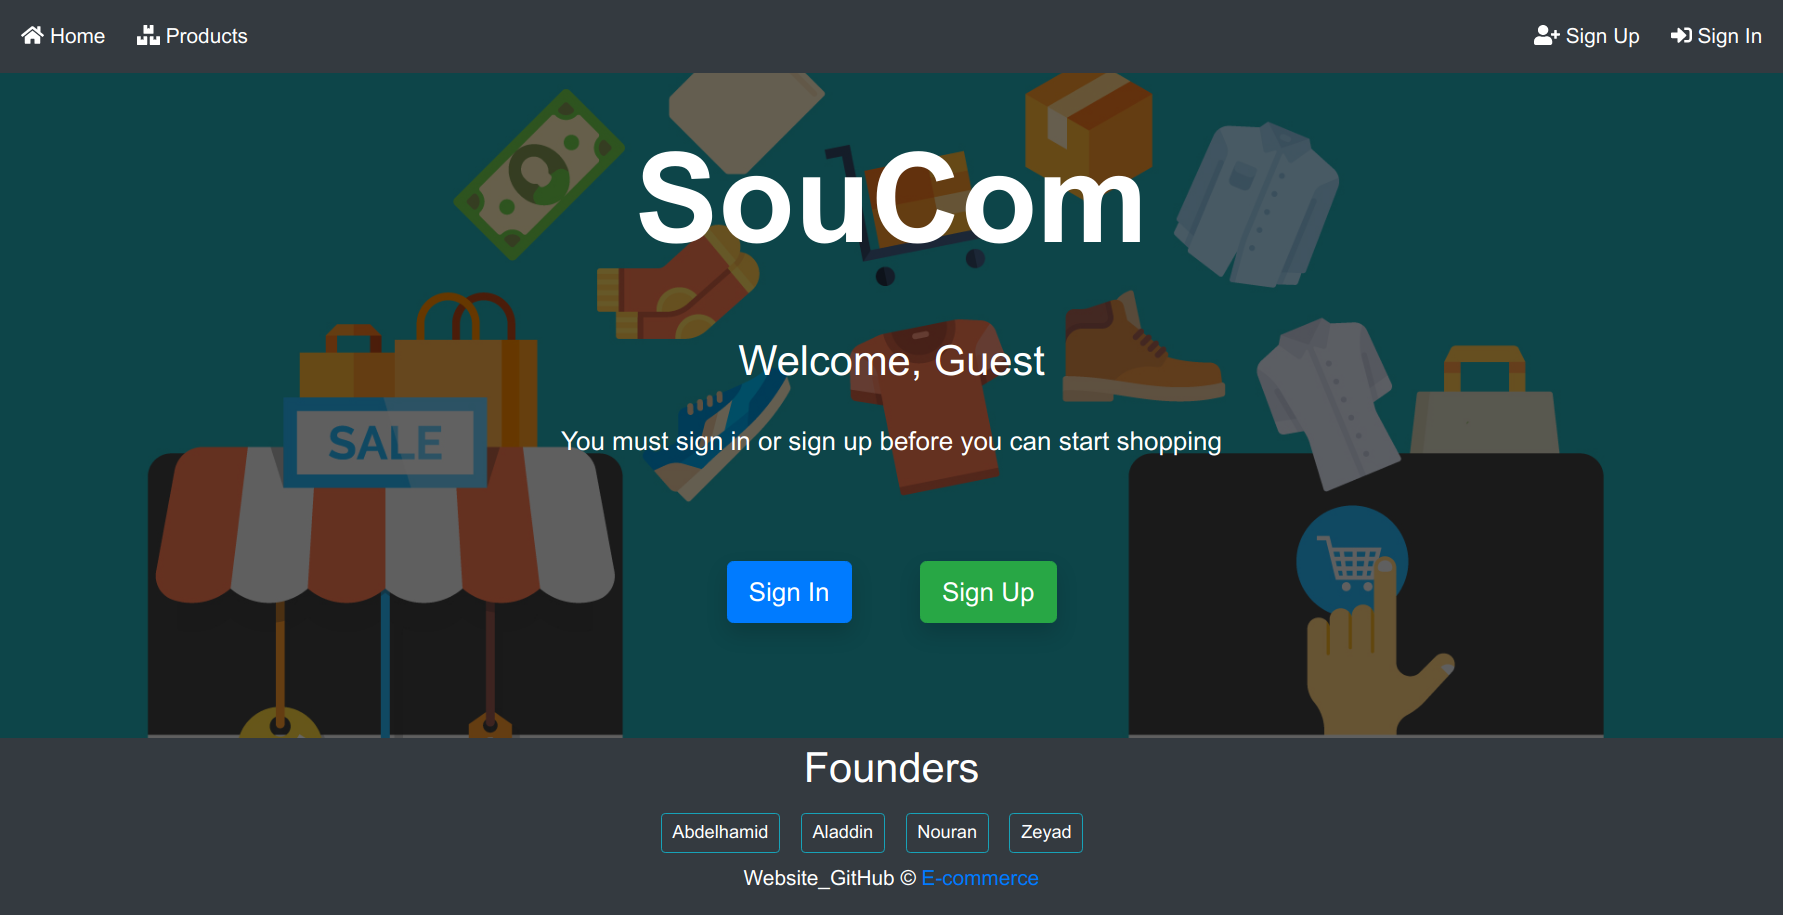 Home Products Sign Up Sign In
SouCom
Welcome, Guest
SALE
You must sign in or sign up before you can start shopping
Sign In Sign Up
Founders
Abdelhamid Aladdin Nouran Zeyad
Website_GitHub © E-commerce